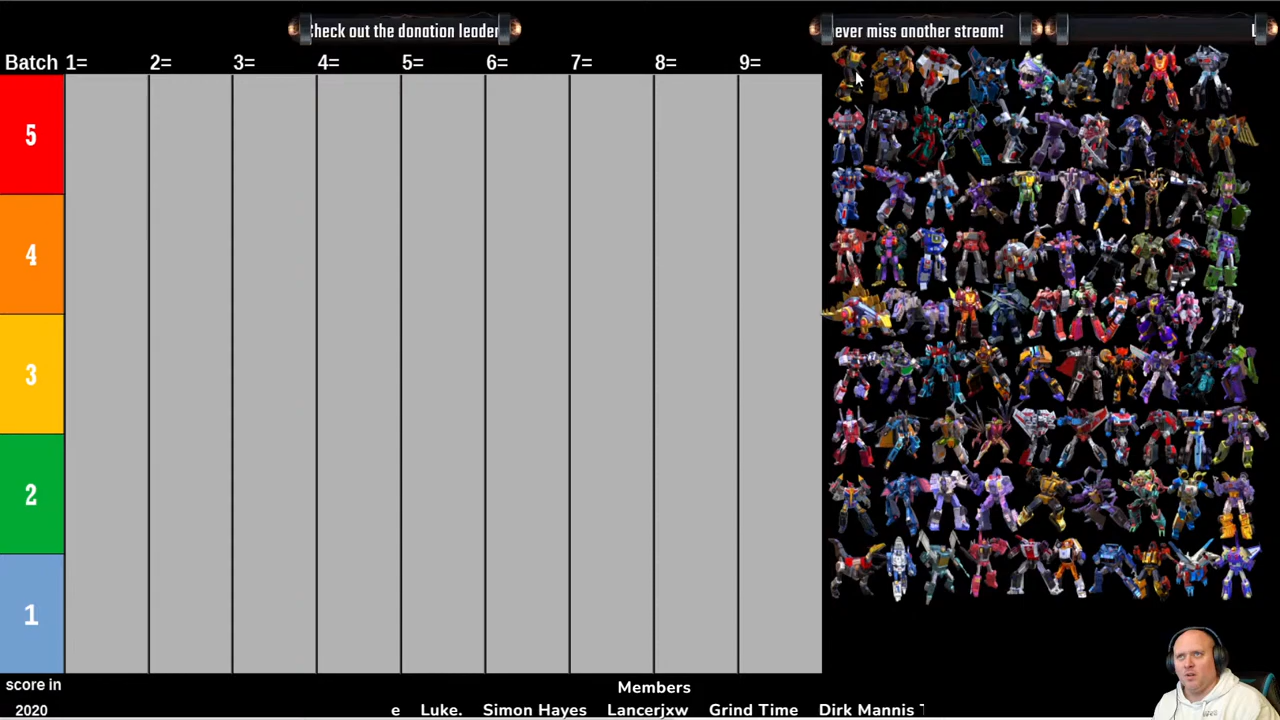 Check out the donation leader
ever miss another stream!
L
Batch 1= 2= 3= 4= 5= 6= 7= 8= 9=
5
4
3
2
1
score in
2020
Members
e Luke. Simon Hayes Lancerjxw Grind Time Dirk Mannis T